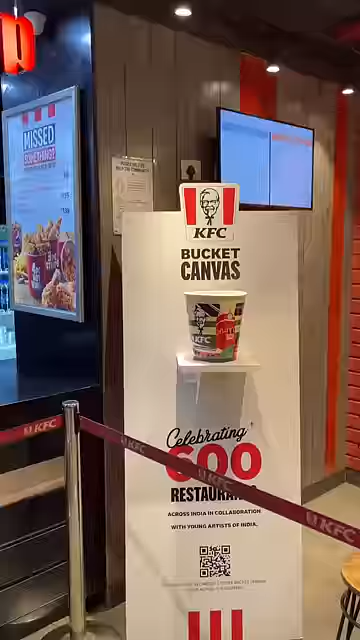 MISSED
SOMETHING?
KFC
BUCKET
CANVAS
KFC
Celebrating
600
RESTAURANTS
ACROSS INDIA IN COLLABORATION
WITH YOUNG ARTISTS OF INDIA.
KFC
KFC
KFC
KFC